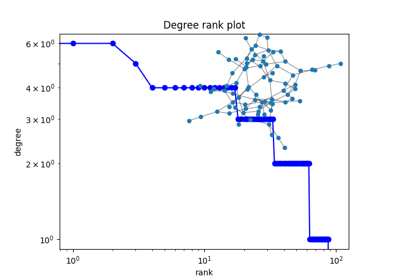 Degree rank plot
degree
6 × 10⁰
4 × 10⁰
3 × 10⁰
2 × 10⁰
10⁰
10⁰ 10¹ 10²
rank